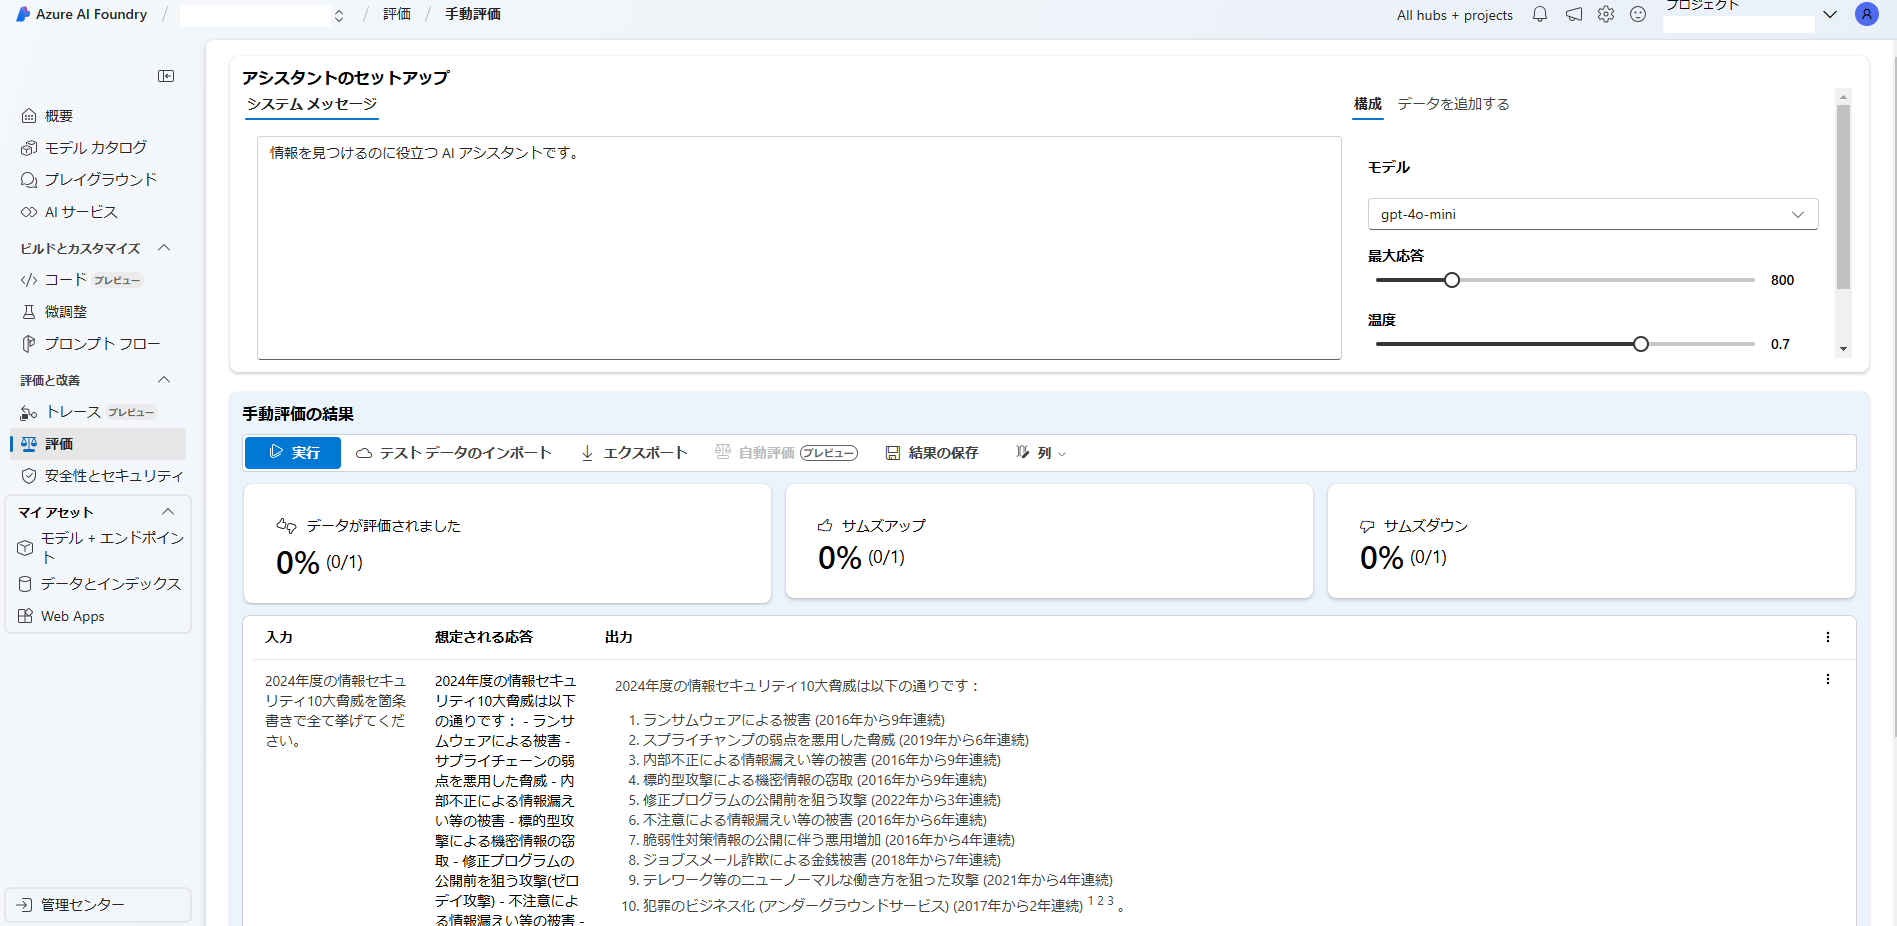 Azure AI Foundry / / 評価 / 手動評価
All hubs + projects
プロジェクト
概要
モデル カタログ
プレイグラウンド
AI サービス
ビルドとカスタマイズ
コード プレビュー
微調整
プロンプト フロー
評価と改善
トレース プレビュー
評価
安全性とセキュリティ
マイ アセット
モデル + エンドポイン
ト
データとインデックス
Web Apps
管理センター
アシスタントのセットアップ
システム メッセージ
情報を見つけるのに役立つ AI アシスタントです。
構成 データを追加する
モデル
gpt-4o-mini
最大応答
800
温度
0.7
手動評価の結果
実行 テスト データのインポート エクスポート 自動評価 プレビュー 結果の保存 列
データが評価されました
0% (0/1)
サムズアップ
0% (0/1)
サムズダウン
0% (0/1)
入力 想定される応答 出力
2024年度の情報セキュ
リティ10大脅威を箇条
書きで全て挙げてくだ
さい。
2024年度の情報セキュ
リティ10大脅威は以下
の通りです： - ランサ
ムウェアによる被害 -
サプライチェーンの弱
点を悪用した脅威 - 内
部不正による情報漏え
い等の被害 - 標的型攻
撃による機密情報の窃
取 - 修正プログラムの
公開前を狙う攻撃(ゼロ
デイ攻撃) - 不注意によ
る情報漏えい等の被害 -
2024年度の情報セキュリティ10大脅威は以下の通りです：
1. ランサムウェアによる被害 (2016年から9年連続)
2. スプライチャンプの弱点を悪用した脅威 (2019年から6年連続)
3. 内部不正による情報漏えい等の被害 (2016年から9年連続)
4. 標的型攻撃による機密情報の窃取 (2016年から9年連続)
5. 修正プログラムの公開前を狙う攻撃 (2022年から3年連続)
6. 不注意による情報漏えい等の被害 (2016年から6年連続)
7. 脆弱性対策情報の公開に伴う悪用増加 (2016年から4年連続)
8. ジョブスメール詐欺による金銭被害 (2018年から7年連続)
9. テレワーク等のニューノーマルな働き方を狙った攻撃 (2021年から4年連続)
10. 犯罪のビジネス化 (アンダーグラウンドサービス) (2017年から2年連続) 1 2 3 。